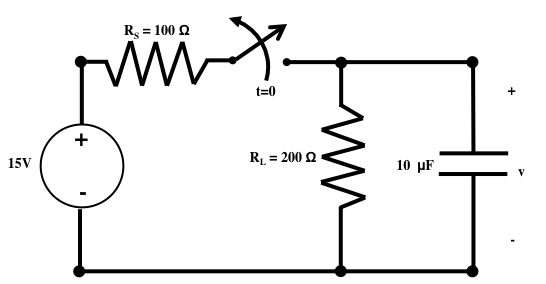 R_S = 100 Ω
t=0
+
+
15V
R_L = 200 Ω
10 µF
v
-
-